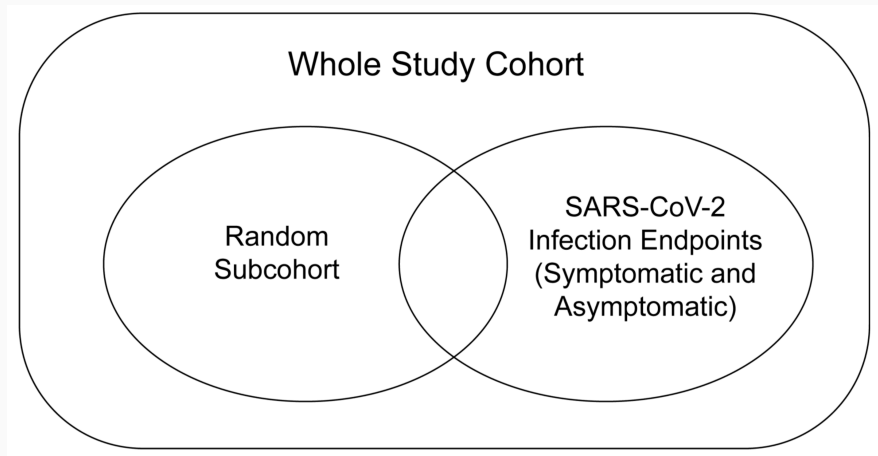 Whole Study Cohort
Random
Subcohort
SARS-CoV-2
Infection Endpoints
(Symptomatic and
Asymptomatic)